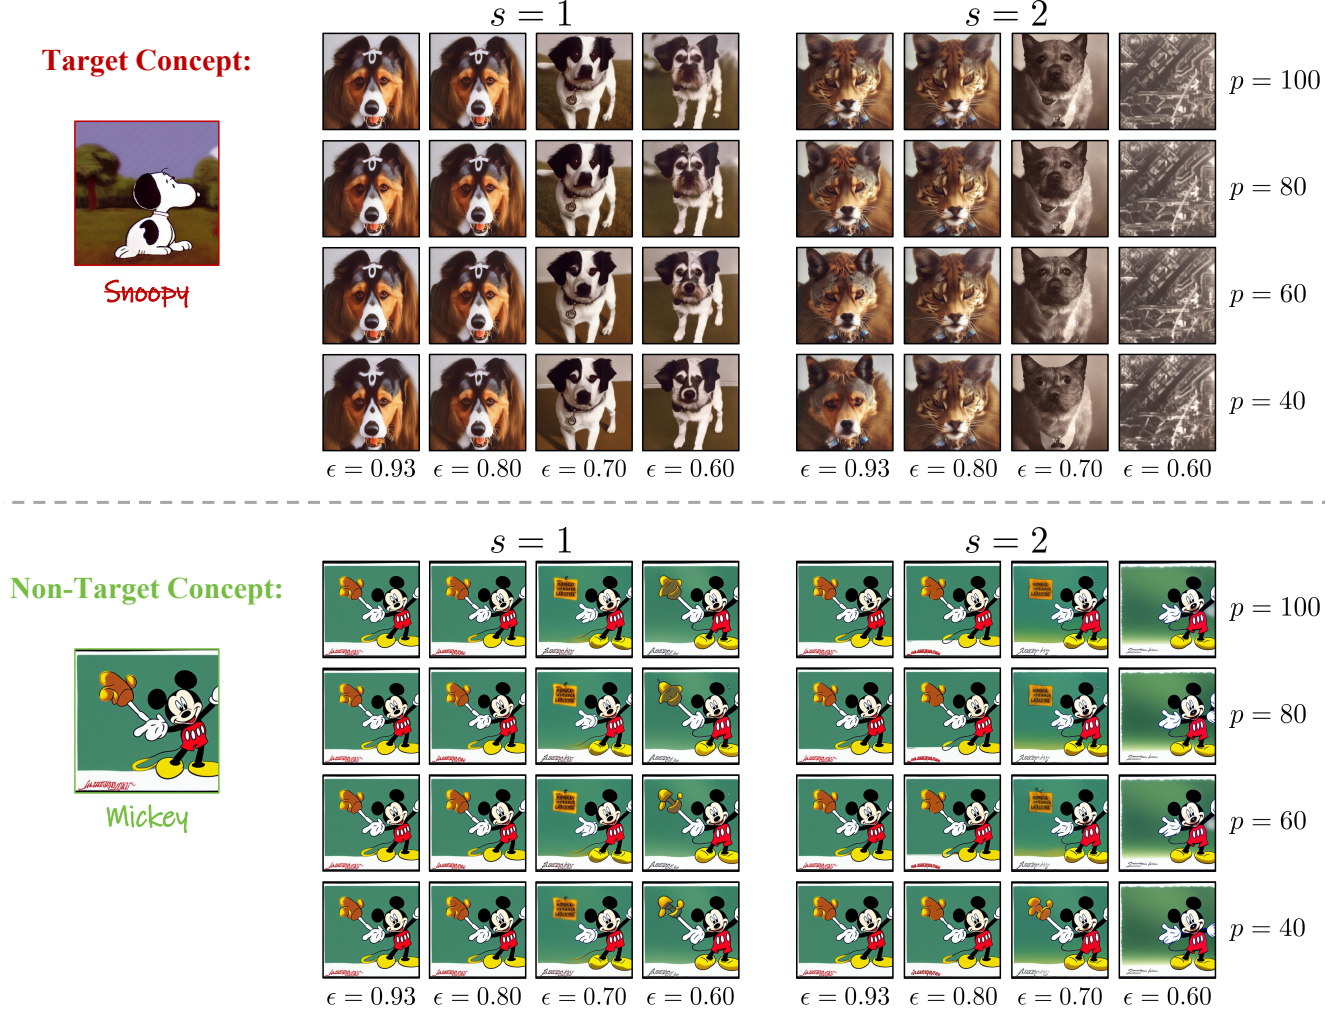 s = 1
s = 2
Target Concept:
Snoopy
p = 100
p = 80
p = 60
p = 40
ϵ = 0.93
ϵ = 0.80
ϵ = 0.70
ϵ = 0.60
ϵ = 0.93
ϵ = 0.80
ϵ = 0.70
ϵ = 0.60
s = 1
s = 2
Non-Target Concept:
Mickey
p = 100
p = 80
p = 60
p = 40
ϵ = 0.93
ϵ = 0.80
ϵ = 0.70
ϵ = 0.60
ϵ = 0.93
ϵ = 0.80
ϵ = 0.70
ϵ = 0.60